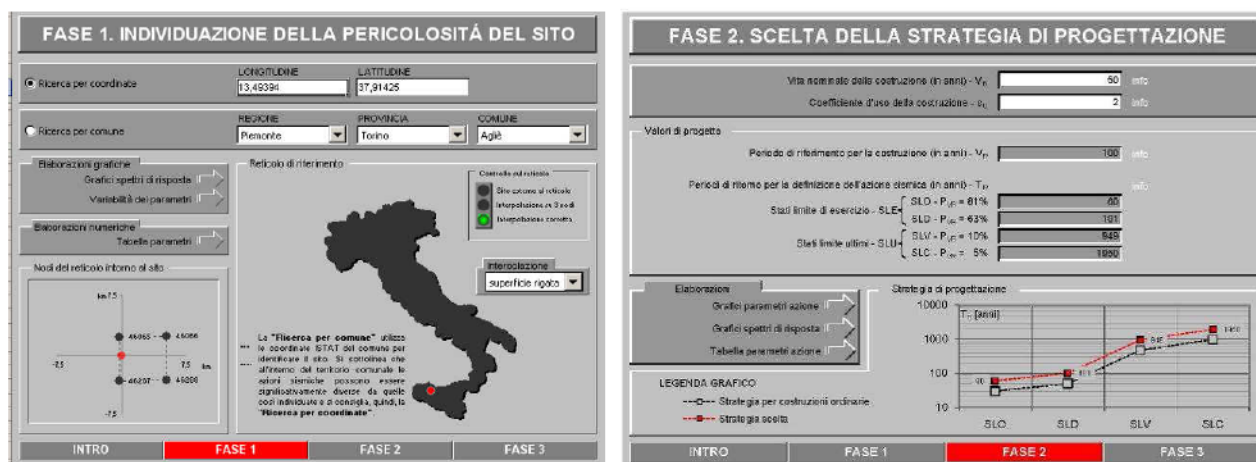 FASE 1. INDIVIDUAZIONE DELLA PERICOLOSITÁ DEL SITO
Ricerca per coordinate
LONGITUDINE
LATITUDINE
13,49394
37,91425
Ricerca per comune
REGIONE
PROVINCIA
COMUNE
Piemonte
Torino
Agliè
Elaborazioni grafiche
Grafici spettri di risposta
Variabilità dei parametri
Elaborazioni numeriche
Tabella parametri
Nodi del reticolo intorno al sito
km 7,5
-7,5
7,5
km
-7,5
Reticolo di riferimento
Controllo sul reticolo
Sito esterno al reticolo
Interpolazione su 3 nodi
Interpolazione corretta
Interpolazione
superficie rigata
La "Ricerca per comune" utilizza
le coordinate ISTAT del comune per
identificare il sito. Si sottolinea che
all'interno del territorio comunale le
azioni sismiche possono essere
significativamente diverse da quelle
così individuate e si consiglia, quindi, la
"Ricerca per coordinate".
INTRO
FASE 1
FASE 2
FASE 3
FASE 2. SCELTA DELLA STRATEGIA DI PROGETTAZIONE
Vita nominale della costruzione (in anni) - VN
50
info
Coefficiente d'uso della costruzione - cU
2
info
Valori di progetto
Periodo di riferimento per la costruzione (in anni) - VR
100
info
Periodi di ritorno per la definizione dell'azione sismica (in anni) - TR
info
Stati limite di esercizio - SLE
SLO - PVR = 81%
60
SLD - PVR = 63%
101
Stati limite ultimi - SLU
SLV - PVR = 10%
949
SLC - PVR = 5%
1950
Elaborazioni
Grafici parametri azione
Grafici spettri di risposta
Tabella parametri azione
LEGENDA GRAFICO
Strategia per costruzioni ordinarie
Strategia scelta
Strategia di progettazione
TR [anni]
10000
1000
100
10
SLO
SLD
SLV
SLC
INTRO
FASE 1
FASE 2
FASE 3